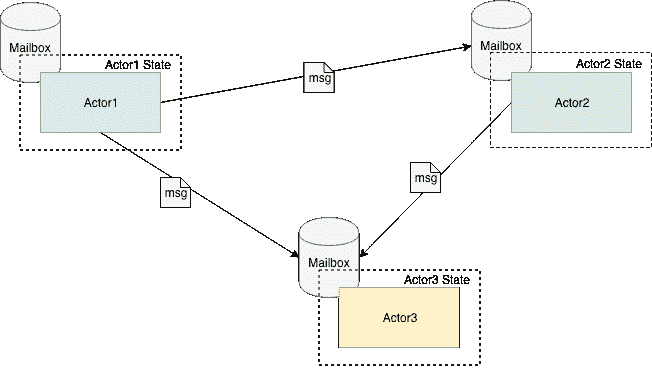 Mailbox
Actor1 State
Actor1
msg
Mailbox
Actor2 State
Actor2
msg
msg
Mailbox
Actor3 State
Actor3